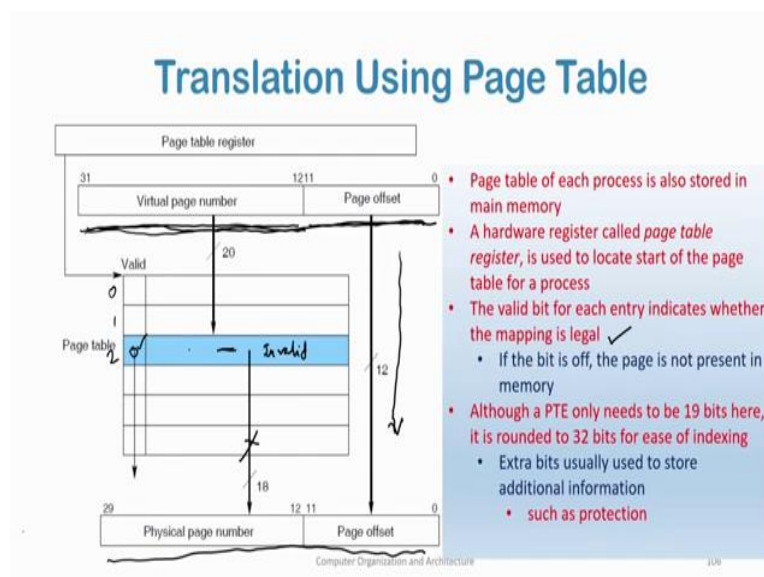 Translation Using Page Table
Page table register
31 1211 0
Virtual page number Page offset
20
Valid
0
1
Page table 2 0 - Invalid
12
18
29 12 11 0
Physical page number Page offset
• Page table of each process is also stored in
main memory
• A hardware register called page table
register, is used to locate start of the page
table for a process
• The valid bit for each entry indicates whether
the mapping is legal ✓
• If the bit is off, the page is not present in
memory
• Although a PTE only needs to be 19 bits here,
it is rounded to 32 bits for ease of indexing
• Extra bits usually used to store
additional information
• such as protection
Computer Organization and Architecture